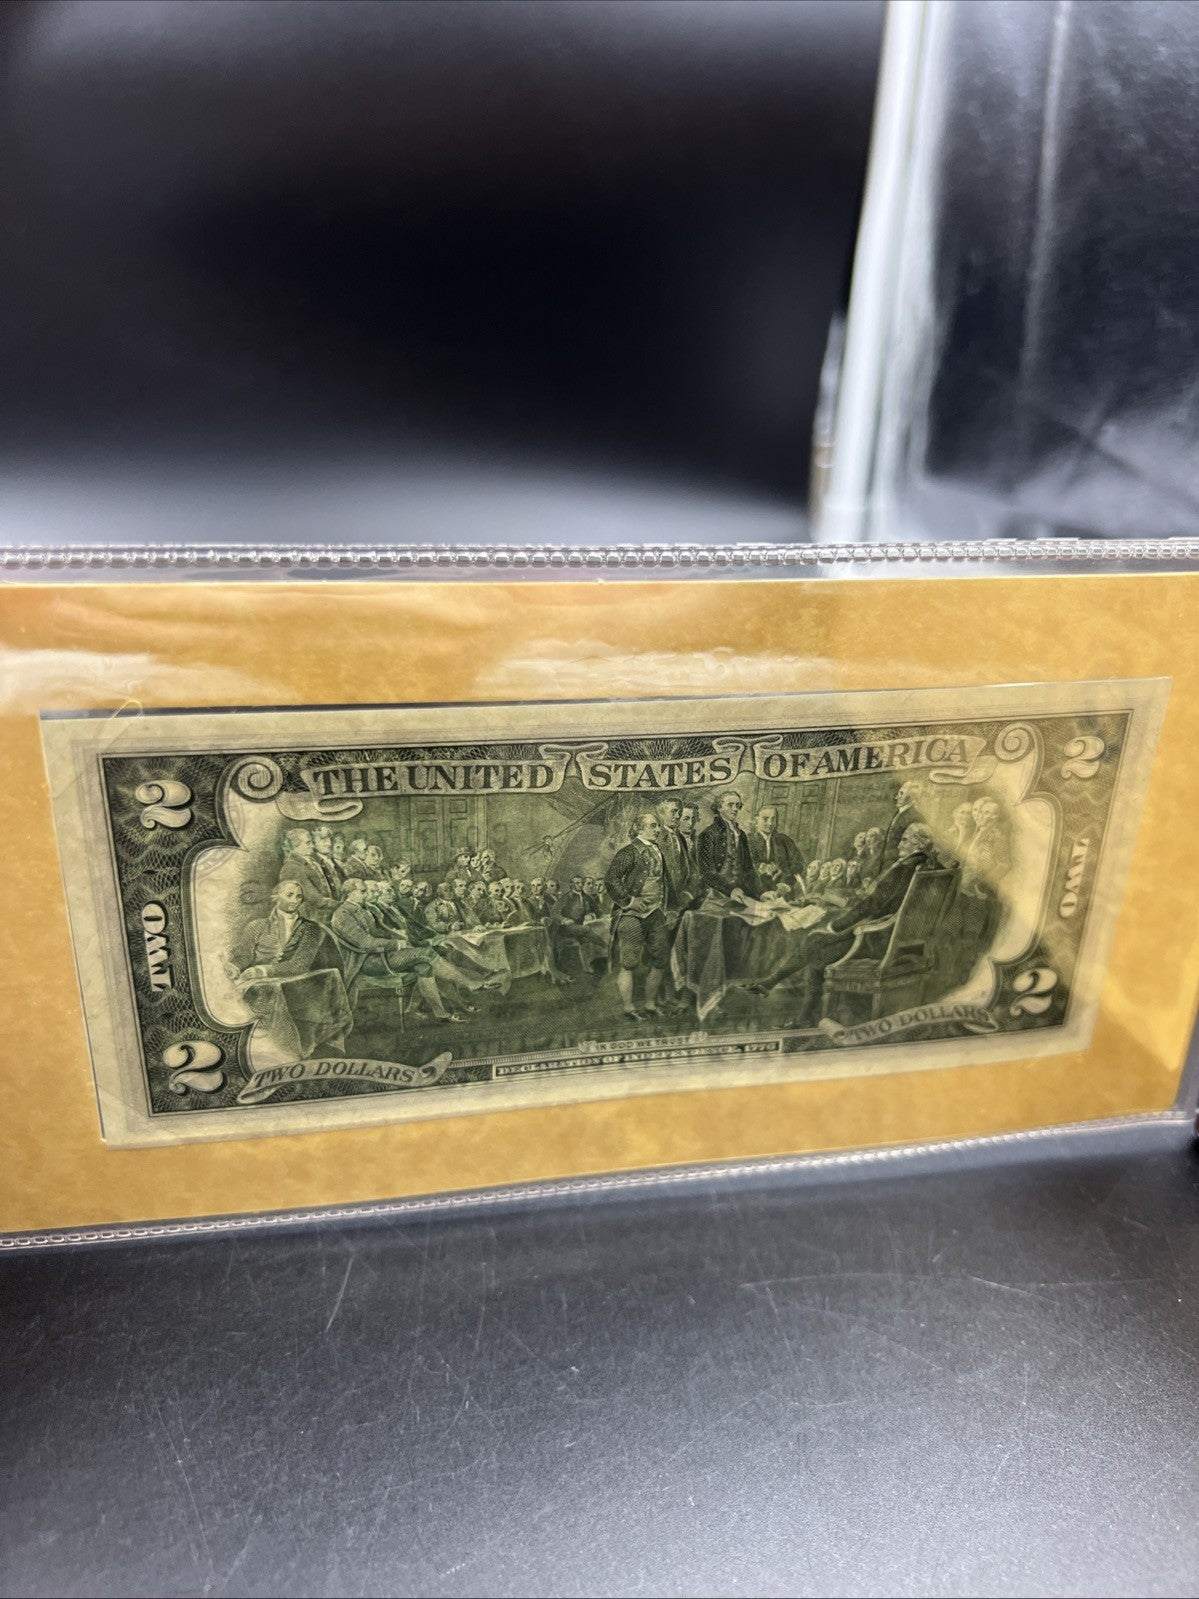 THE UNITED STATES OF AMERICA
2 2
TWO TWO
2 2
TWO DOLLARS TWO DOLLARS
IN GOD WE TRUST
DECLARATION OF INDEPENDENCE, 1776